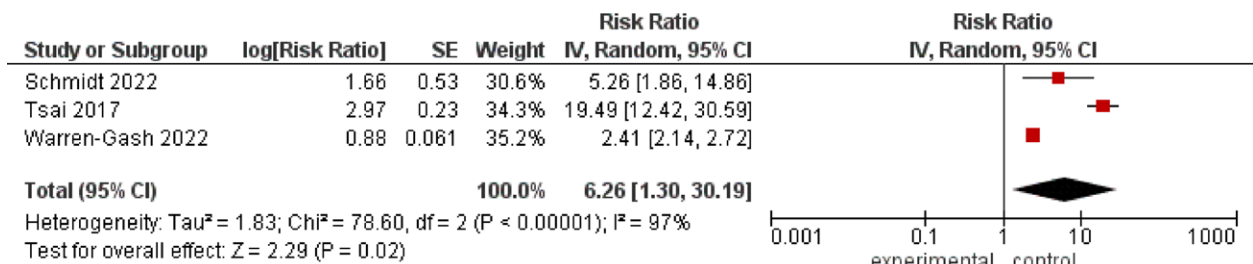 Risk Ratio Risk Ratio
Study or Subgroup log[Risk Ratio] SE Weight IV, Random, 95% CI IV, Random, 95% CI
Schmidt 2022 1.66 0.53 30.6% 5.26 [1.86, 14.86]
Tsai 2017 2.97 0.23 34.3% 19.49 [12.42, 30.59]
Warren-Gash 2022 0.88 0.061 35.2% 2.41 [2.14, 2.72]
Total (95% CI) 100.0% 6.26 [1.30, 30.19]
Heterogeneity: Tau² = 1.83; Chi² = 78.60, df = 2 (P < 0.00001); I² = 97%
Test for overall effect: Z = 2.29 (P = 0.02)
0.001 0.1 1 10 1000
experimental control